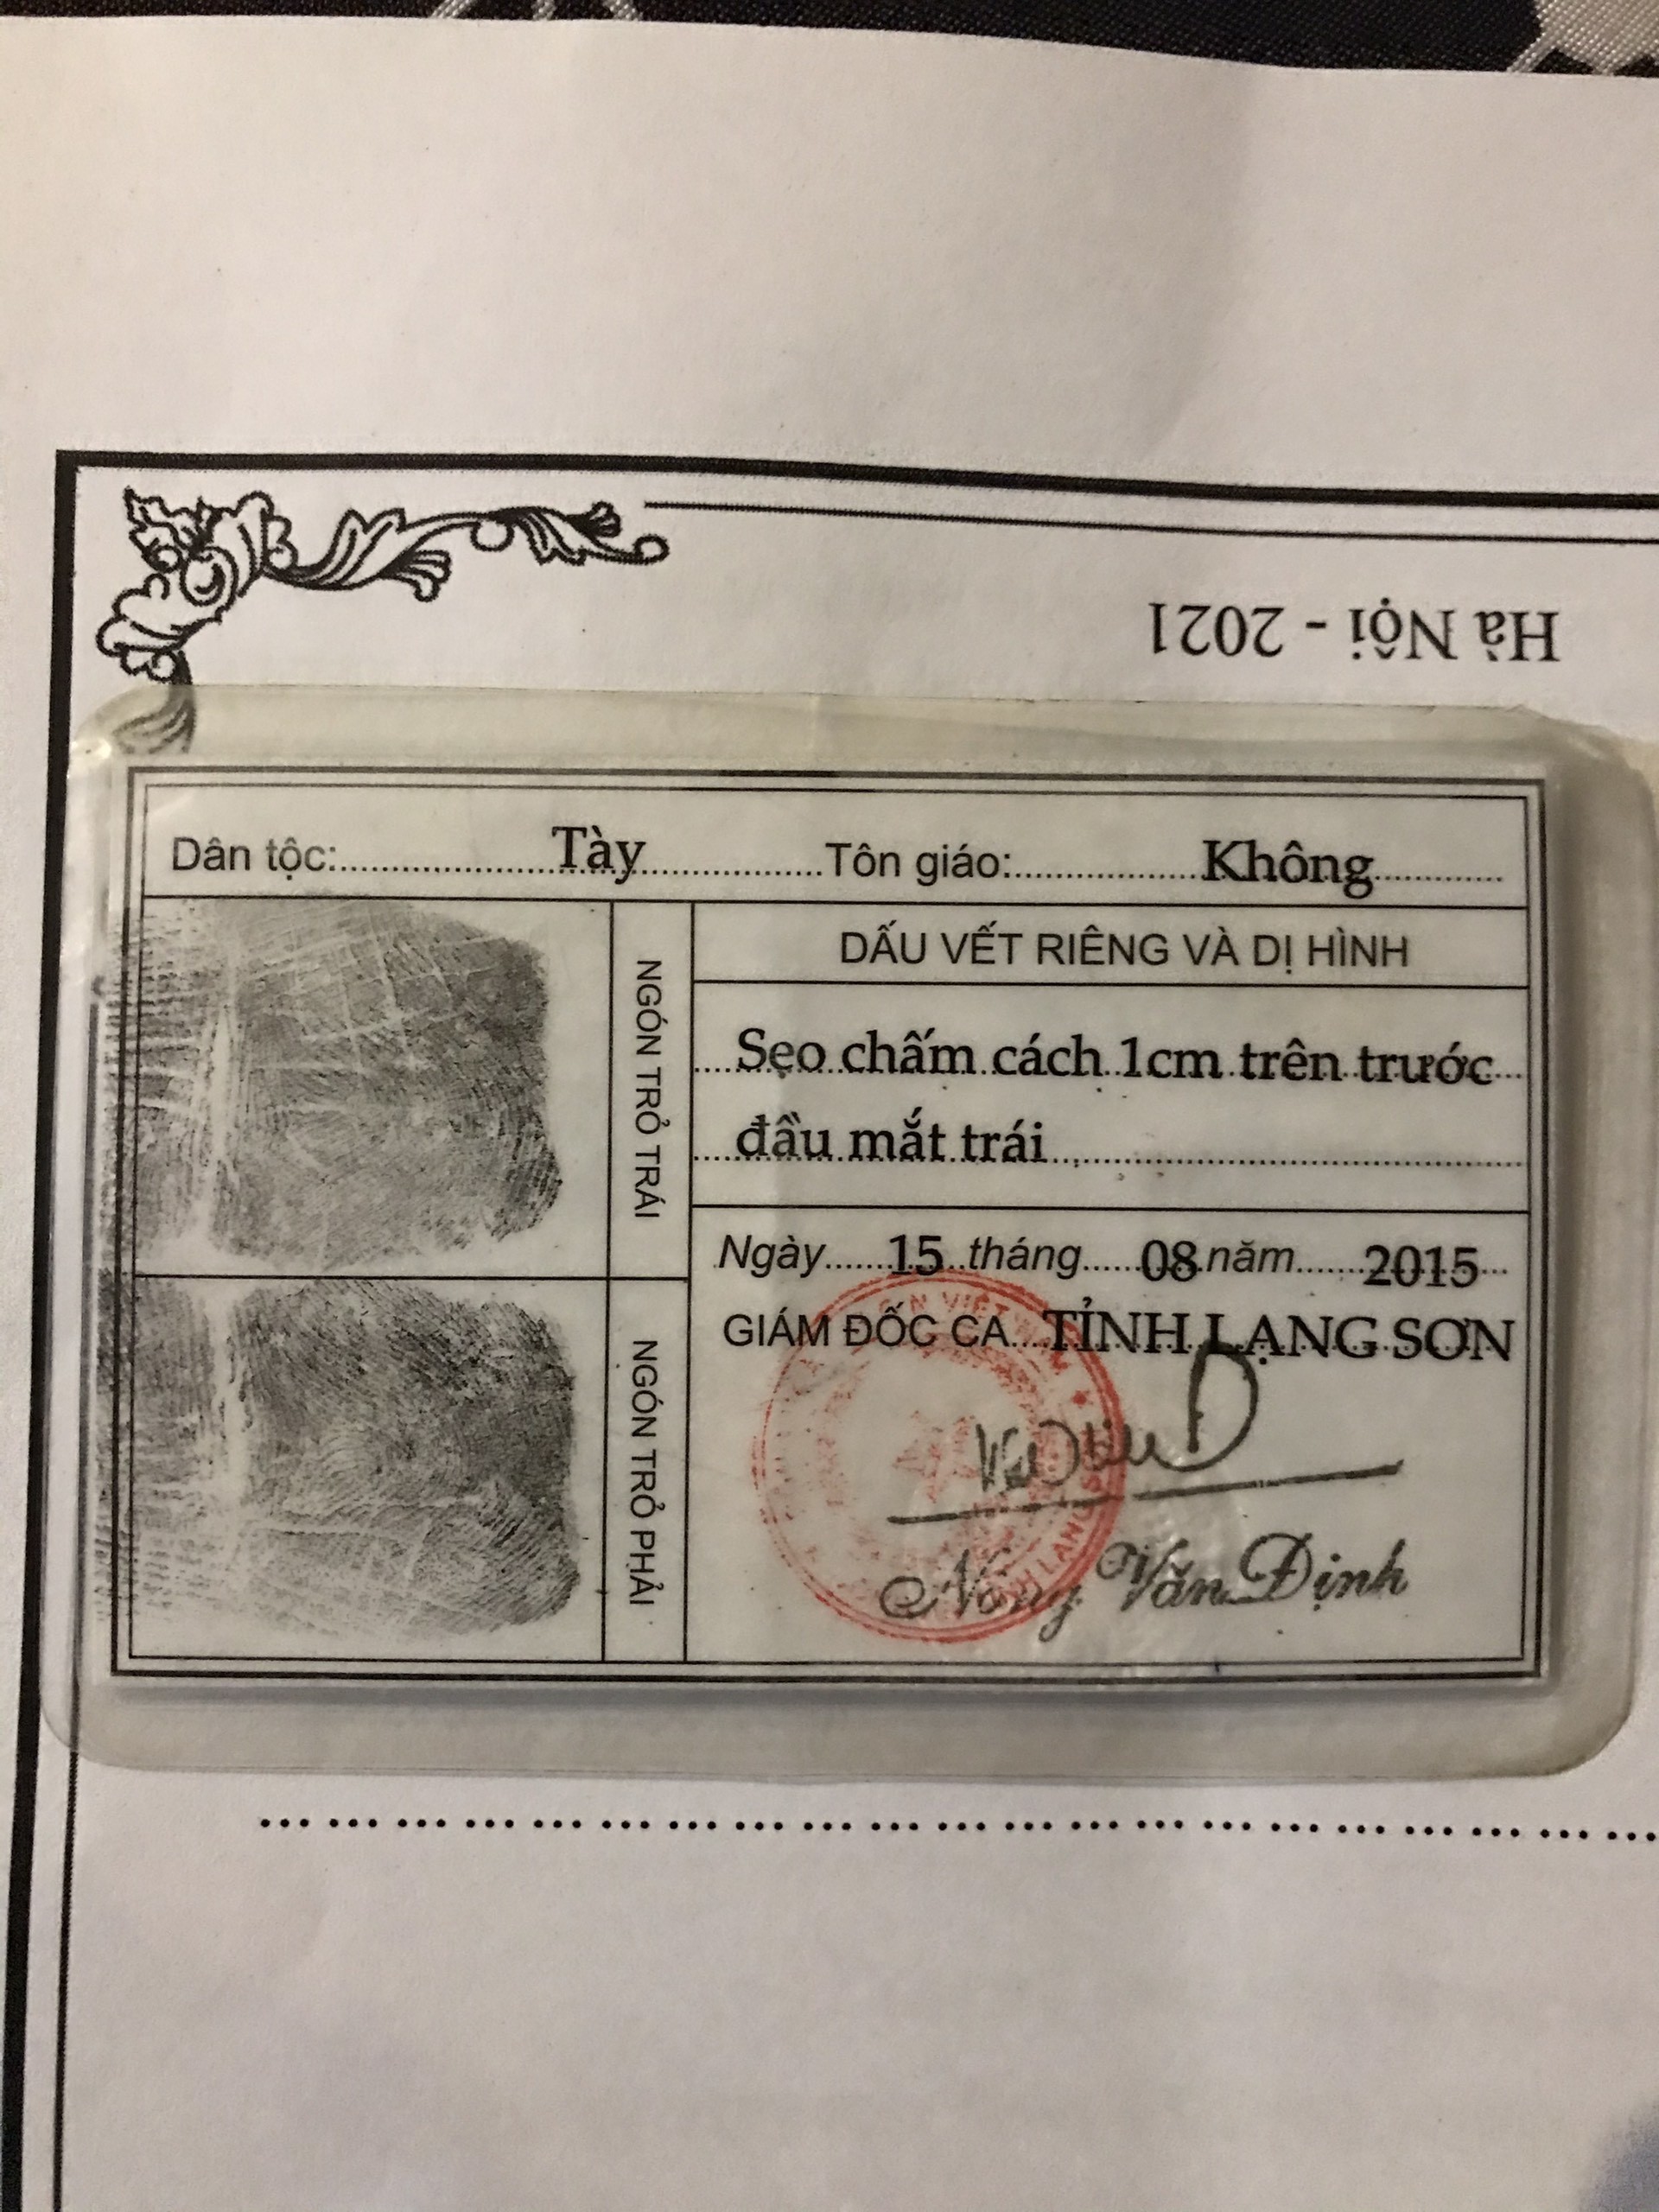 Hà Nội - 2021
Dân tộc: Tày Tôn giáo: Không
NGÓN TRỎ TRÁI
DẤU VẾT RIÊNG VÀ DỊ HÌNH
Sẹo chấm cách 1cm trên trước
đầu mắt trái
Ngày 15 tháng 08 năm 2015
GIÁM ĐỐC CA TỈNH LẠNG SƠN
NGÓN TRỎ PHẢI
Nông Văn Định